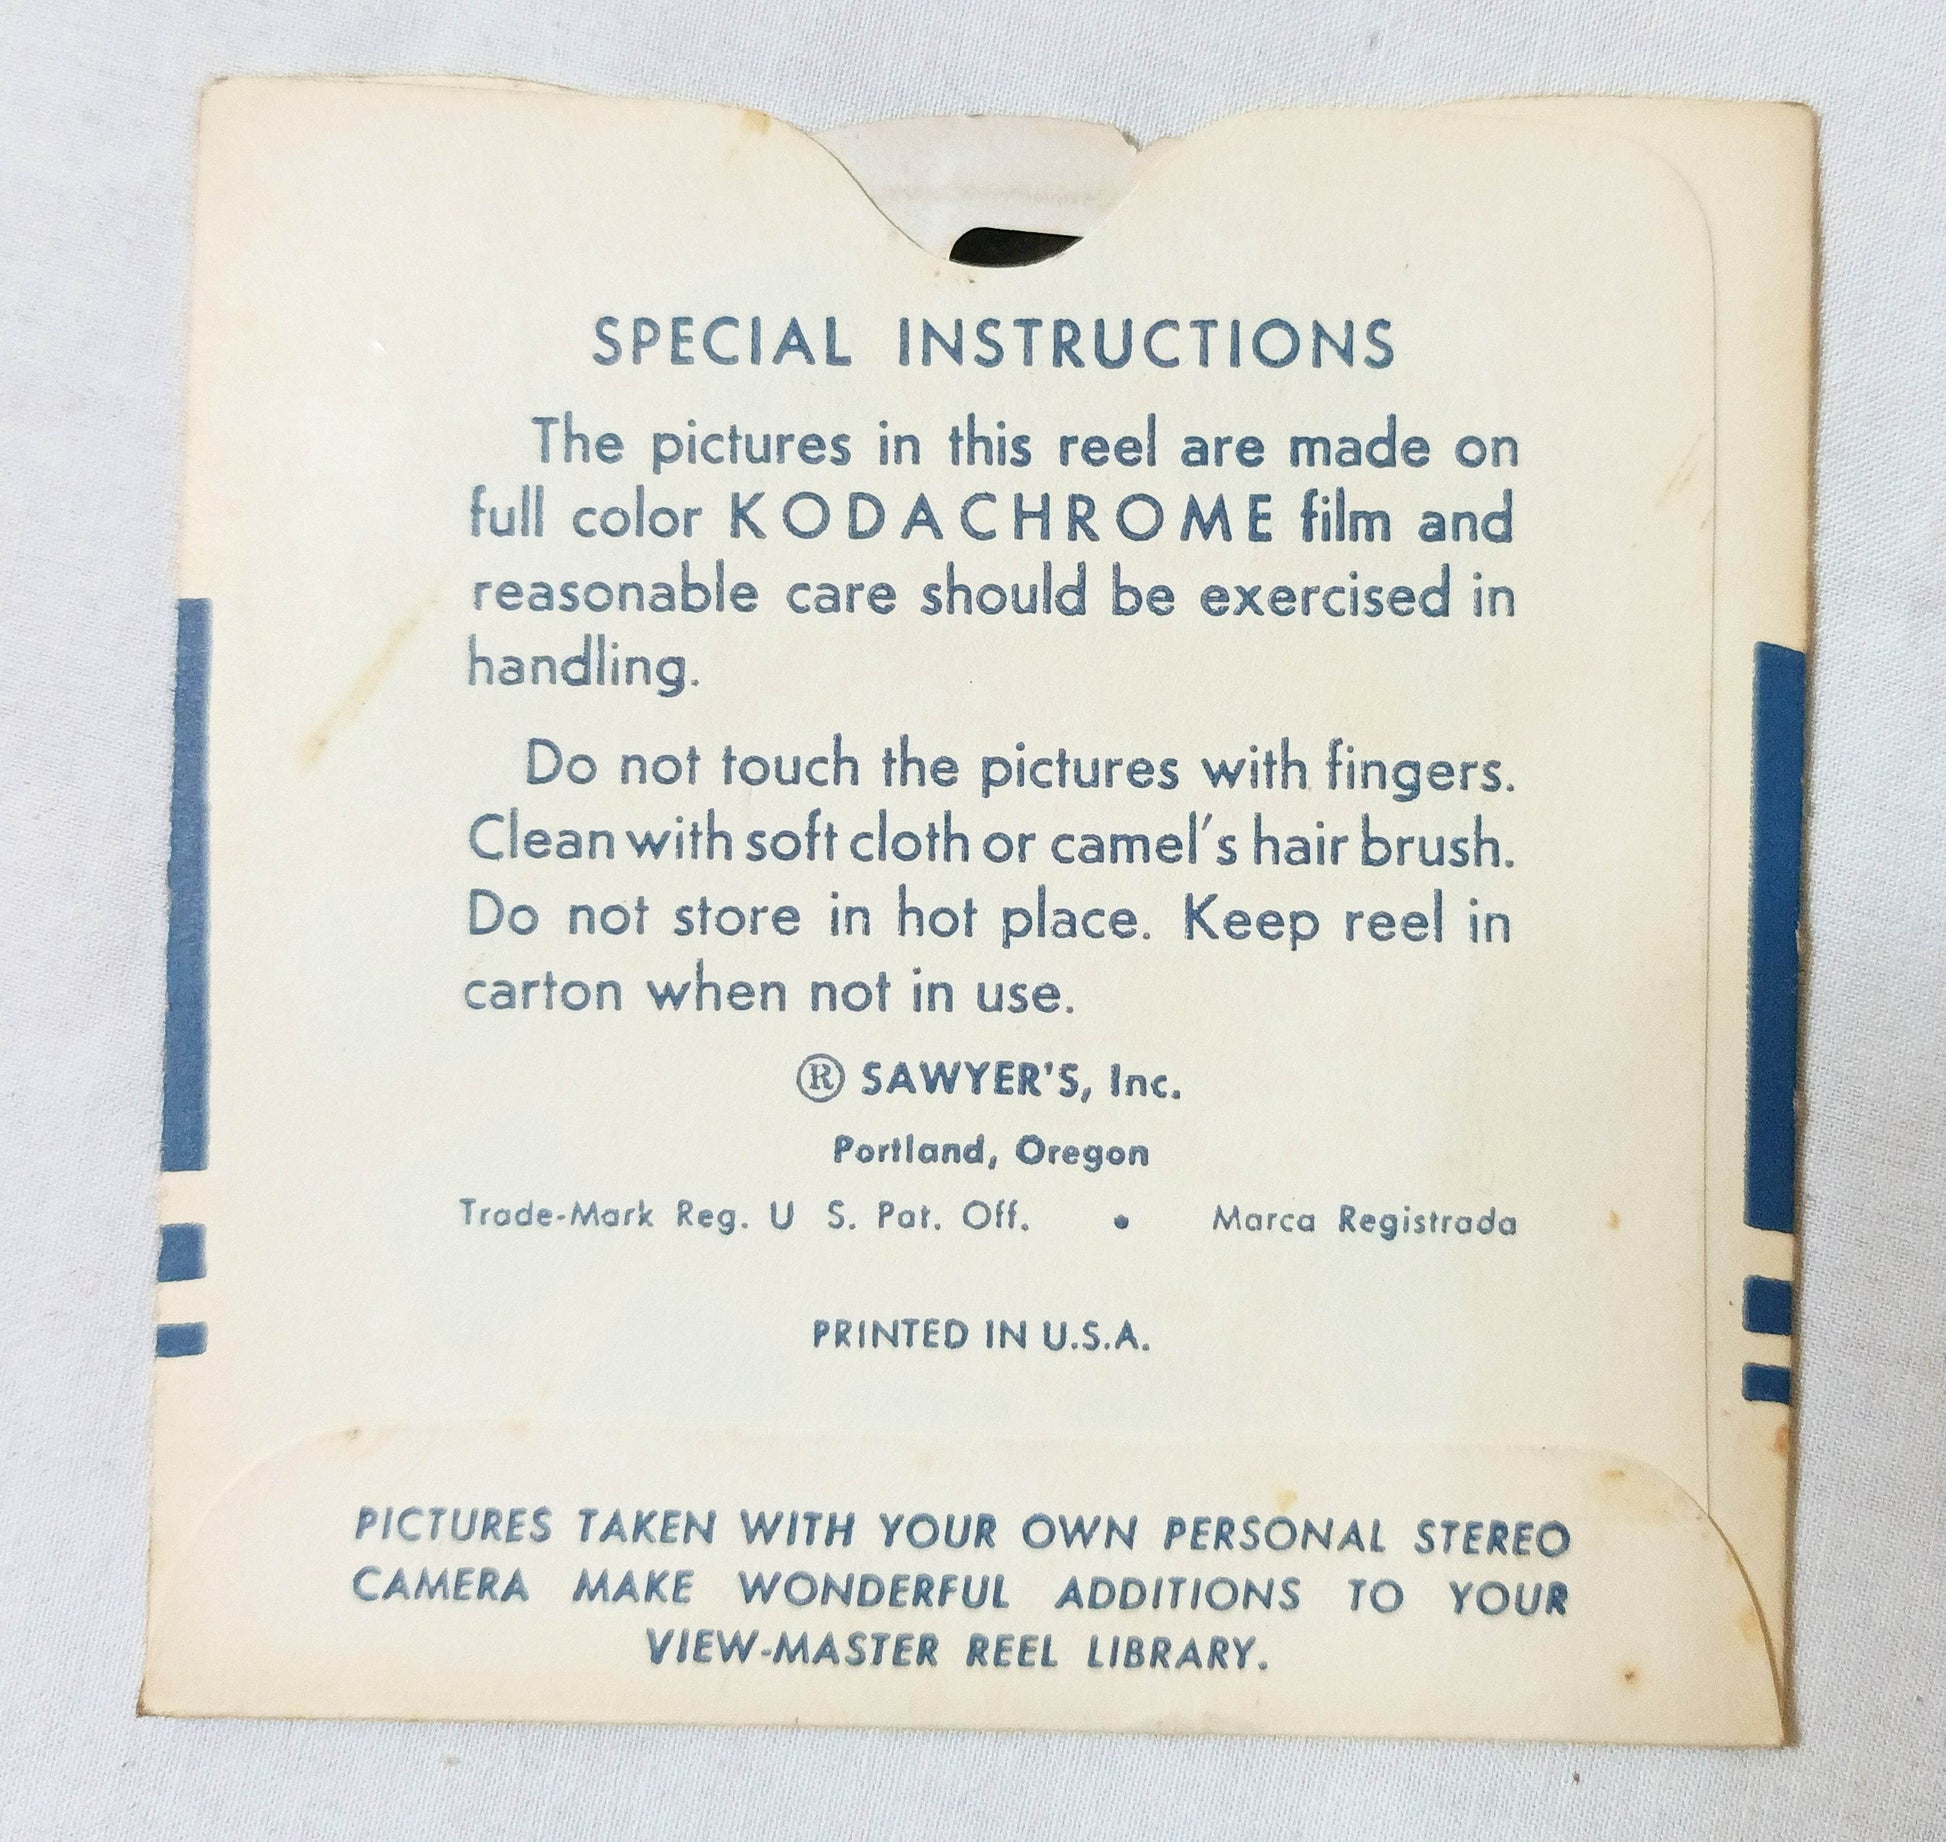 SPECIAL INSTRUCTIONS
The pictures in this reel are made on
full color KODACHROME film and
reasonable care should be exercised in
handling.
Do not touch the pictures with fingers.
Clean with soft cloth or camel's hair brush.
Do not store in hot place. Keep reel in
carton when not in use.
® SAWYER'S, Inc.
Portland, Oregon
Trade-Mark Reg. U S. Pat. Off. • Marca Registrada
PRINTED IN U.S.A.
PICTURES TAKEN WITH YOUR OWN PERSONAL STEREO
CAMERA MAKE WONDERFUL ADDITIONS TO YOUR
VIEW-MASTER REEL LIBRARY.